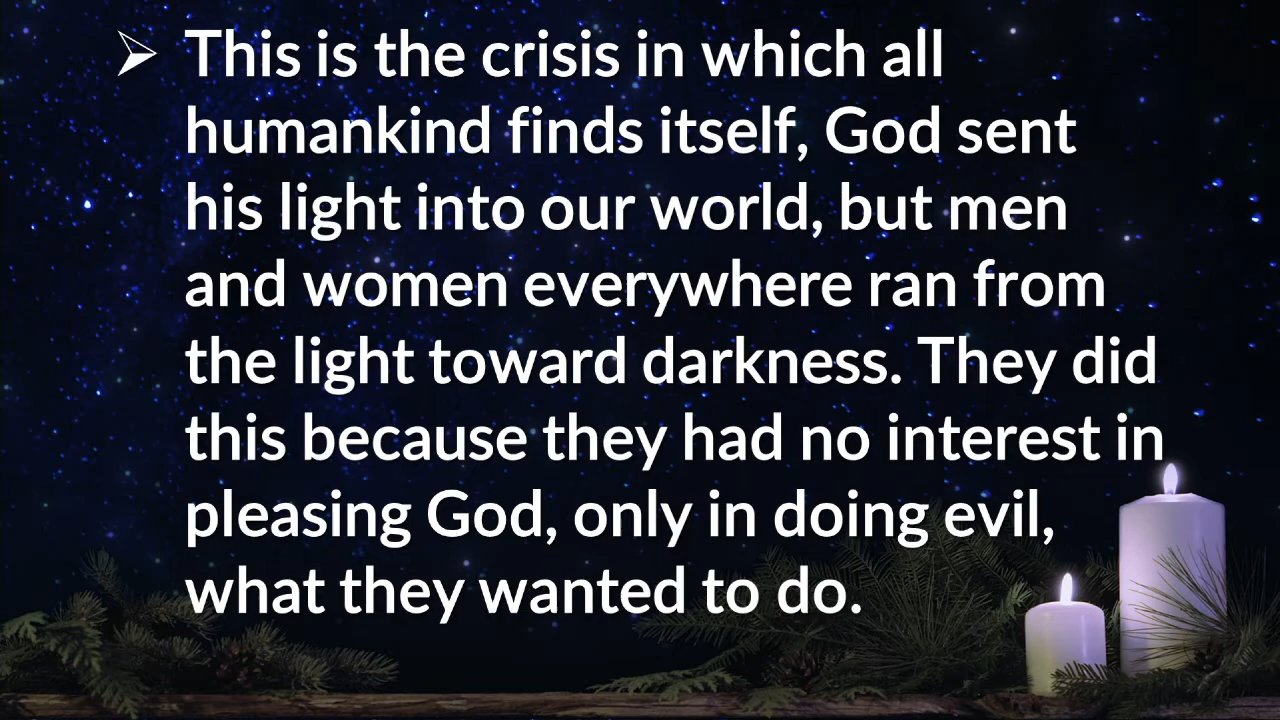 ➢ This is the crisis in which all
humankind finds itself, God sent
his light into our world, but men
and women everywhere ran from
the light toward darkness. They did
this because they had no interest in
pleasing God, only in doing evil,
what they wanted to do.